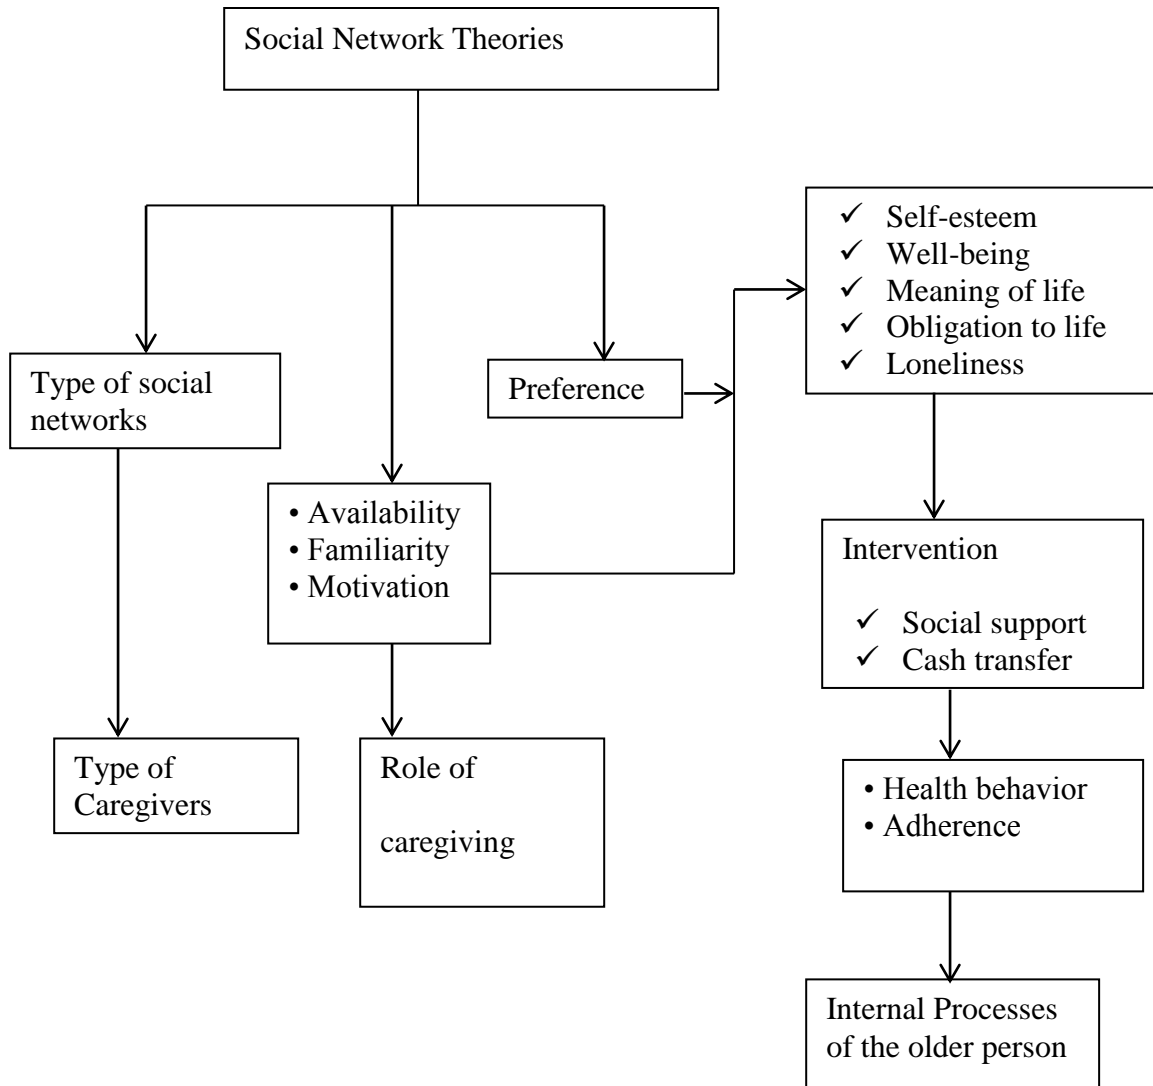 Social Network Theories
✓ Self-esteem
✓ Well-being
✓ Meaning of life
✓ Obligation to life
✓ Loneliness
Type of social
networks
Preference
• Availability
• Familiarity
• Motivation
Intervention
✓ Social support
✓ Cash transfer
Type of
Caregivers
Role of
caregiving
• Health behavior
• Adherence
Internal Processes
of the older person